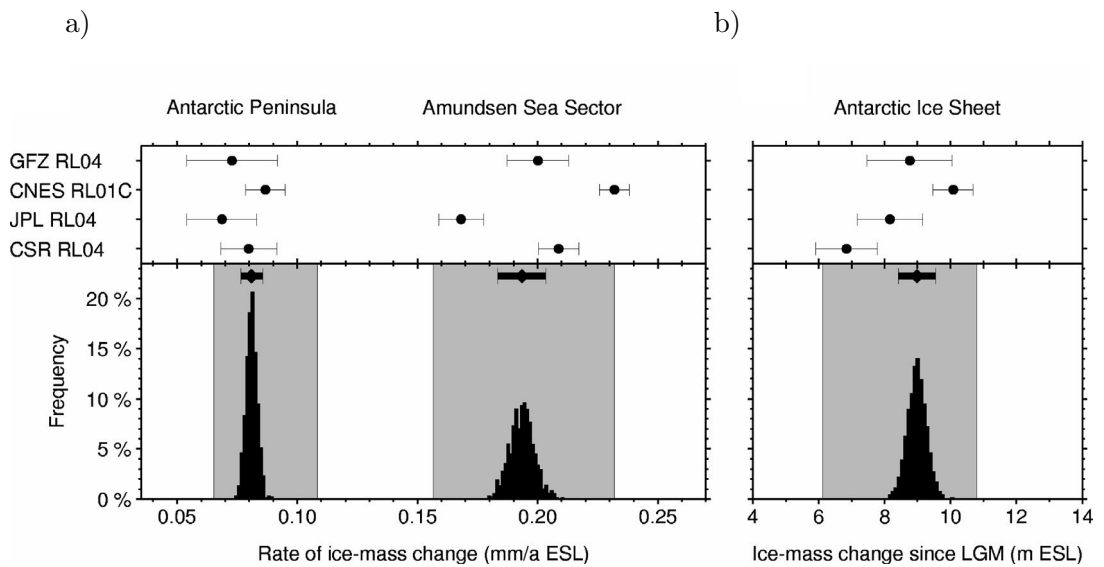 a)
b)
Antarctic Peninsula
Amundsen Sea Sector
Antarctic Ice Sheet
GFZ RL04
CNES RL01C
JPL RL04
CSR RL04
20 %
15 %
10 %
5 %
0 %
Frequency
0.05 0.10 0.15 0.20 0.25
4 6 8 10 12 14
Rate of ice-mass change (mm/a ESL)
Ice-mass change since LGM (m ESL)